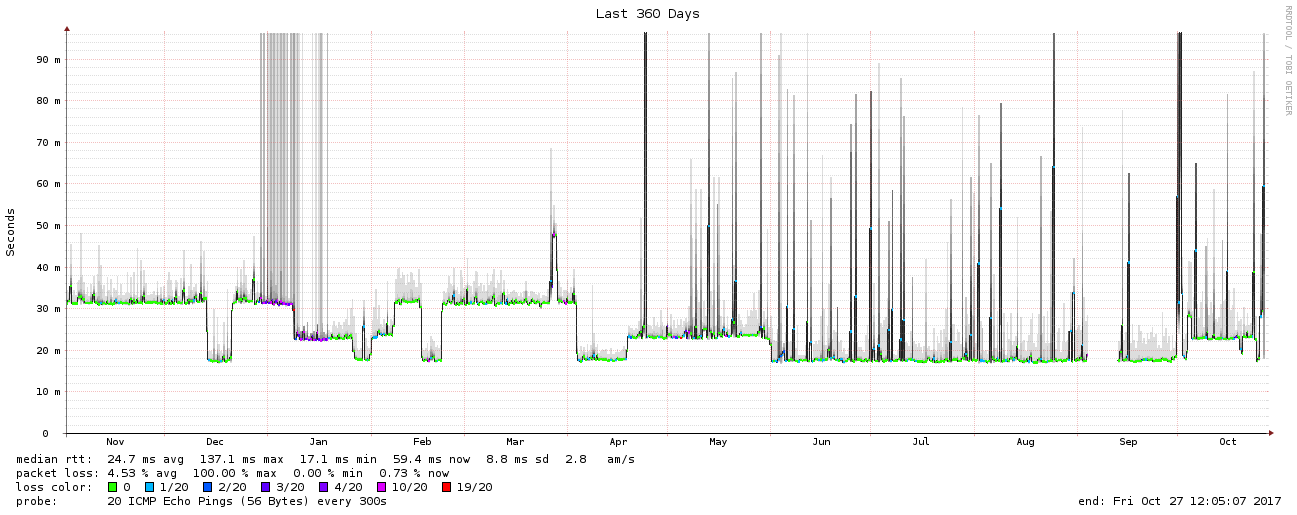 Last 360 Days
RRDTOOL / TOBI OETIKER
Seconds
90 m
80 m
70 m
60 m
50 m
40 m
30 m
20 m
10 m
0
Nov Dec Jan Feb Mar Apr May Jun Jul Aug Sep Oct
median rtt: 24.7 ms avg 137.1 ms max 17.1 ms min 59.4 ms now 8.8 ms sd 2.8 am/s
packet loss: 4.53 % avg 100.00 % max 0.00 % min 0.73 % now
loss color: 0 1/20 2/20 3/20 4/20 10/20 19/20
probe: 20 ICMP Echo Pings (56 Bytes) every 300s end: Fri Oct 27 12:05:07 2017